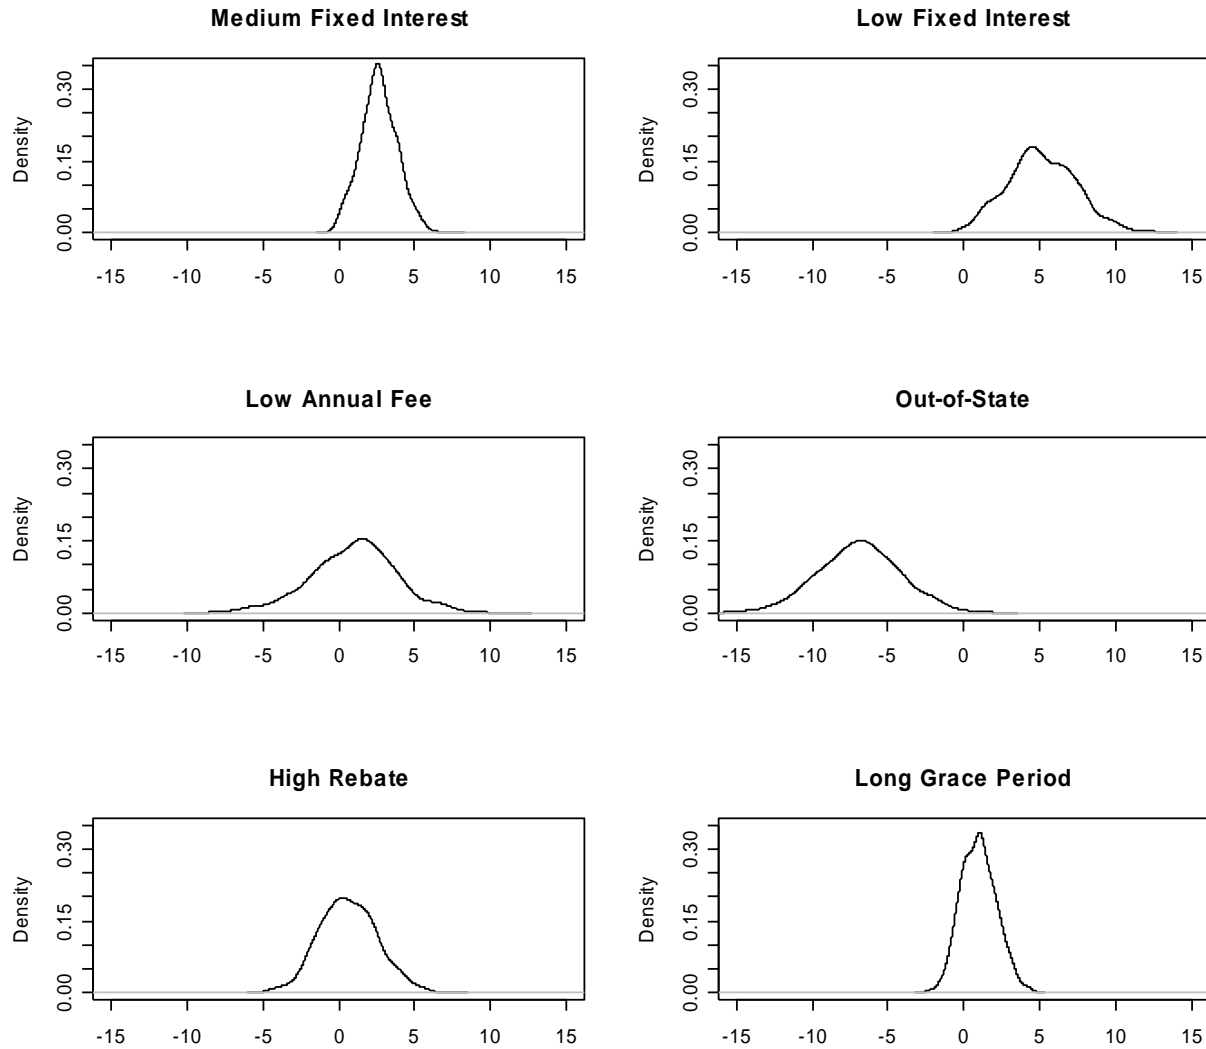 Medium Fixed Interest
Low Fixed Interest
Density
0.00 0.15 0.30
-15 -10 -5 0 5 10 15
Density
0.00 0.15 0.30
-15 -10 -5 0 5 10 15
Low Annual Fee
Out-of-State
Density
0.00 0.15 0.30
-15 -10 -5 0 5 10 15
Density
0.00 0.15 0.30
-15 -10 -5 0 5 10 15
High Rebate
Long Grace Period
Density
0.00 0.15 0.30
-15 -10 -5 0 5 10 15
Density
0.00 0.15 0.30
-15 -10 -5 0 5 10 15